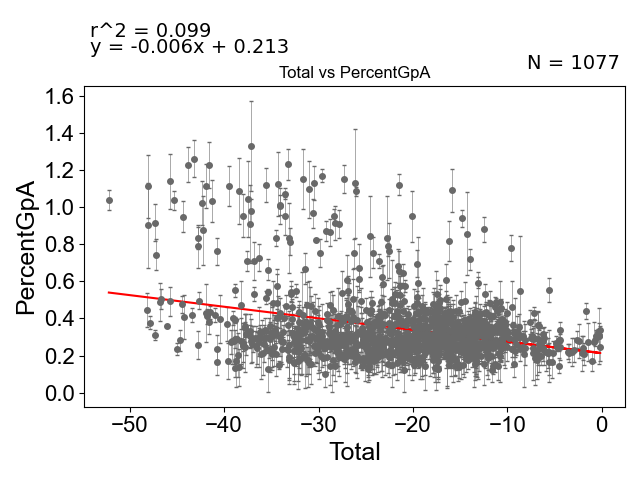 r^2 = 0.099
y = -0.006x + 0.213
N = 1077
Total vs PercentGpA
1.6
1.4
1.2
1.0
0.8
0.6
0.4
0.2
0.0
PercentGpA
−50
−40
−30
−20
−10
0
Total